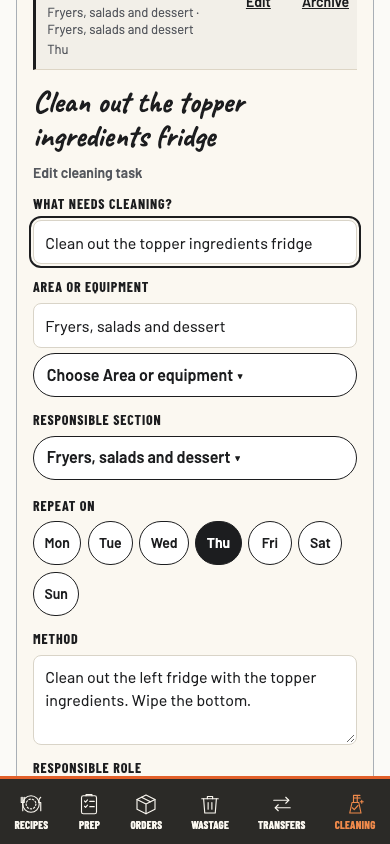 Fryers, salads and dessert ·
Fryers, salads and dessert
Thu
Edit
Archive
Clean out the topper
ingredients fridge
Edit cleaning task
WHAT NEEDS CLEANING?
Clean out the topper ingredients fridge
AREA OR EQUIPMENT
Fryers, salads and dessert
Choose Area or equipment ▾
RESPONSIBLE SECTION
Fryers, salads and dessert ▾
REPEAT ON
Mon Tue Wed Thu Fri Sat
Sun
METHOD
Clean out the left fridge with the topper
ingredients. Wipe the bottom.
RESPONSIBLE ROLE
RECIPES PREP ORDERS WASTAGE TRANSFERS CLEANING